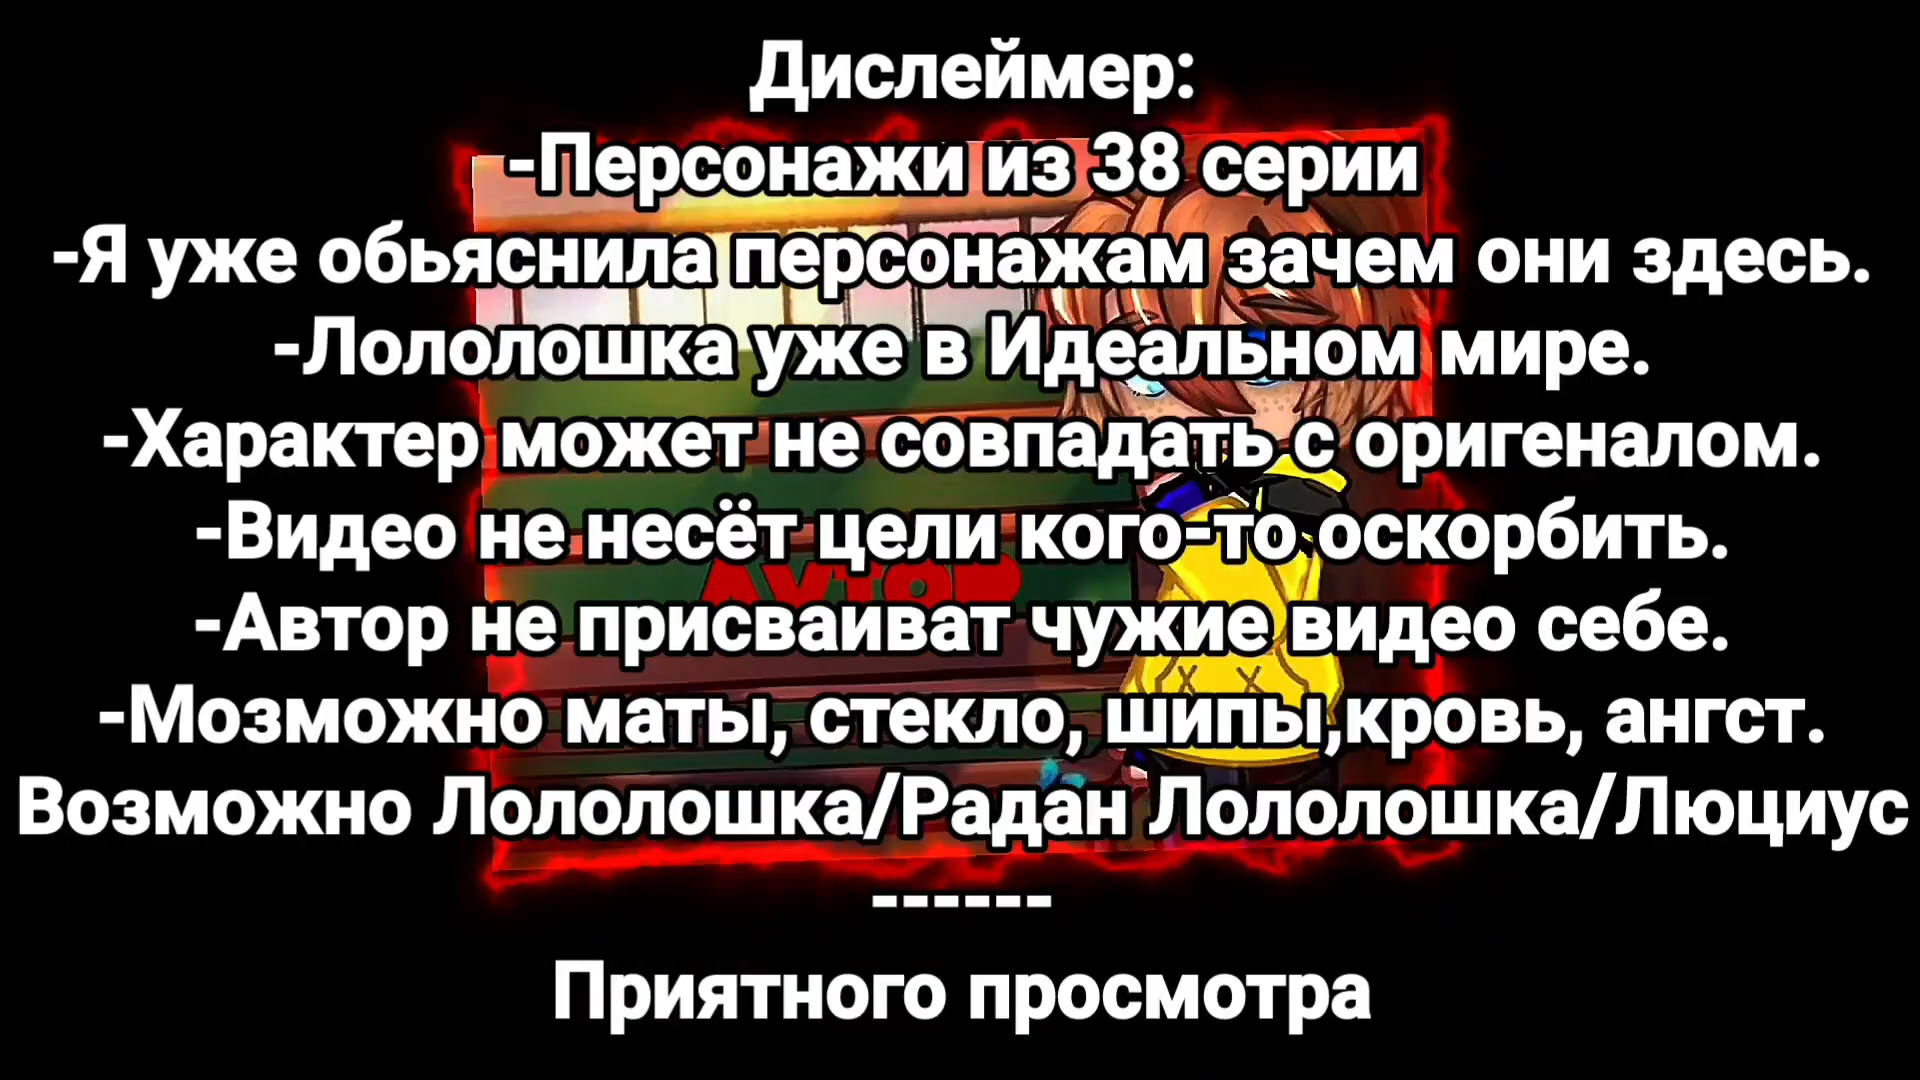 Дислеймер:
-Персонажи из 38 серии
-Я уже обьяснила персонажам зачем они здесь.
-Лололошка уже в Идеальном мире.
-Характер может не совпадать с оригеналом.
-Видео не несёт цели кого-то оскорбить.
Аутор
-Автор не присваиват чужие видео себе.
-Мозможно маты, стекло, шипы,кровь, ангст.
Возможно Лололошка/Радан Лололошка/Люциус
------
Приятного просмотра